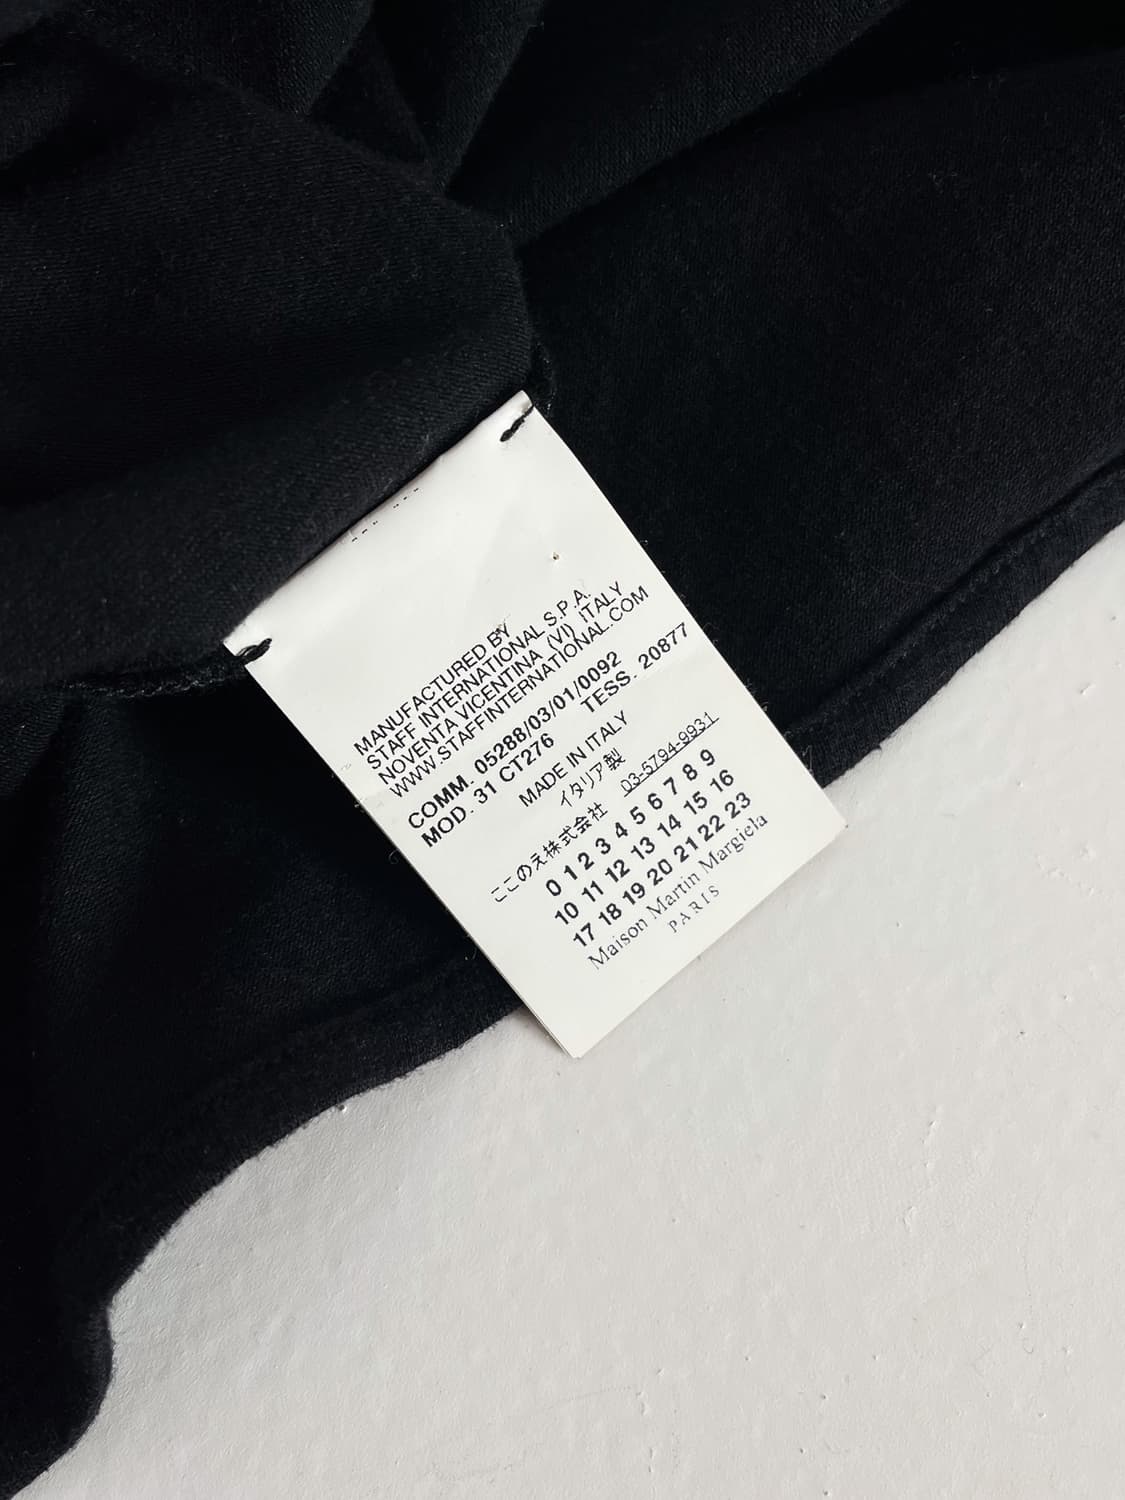 MANUFACTURED BY
STAFF INTERNATIONAL S.P.A.
NOVENTA VICENTINA (VI) ITALY
WWW.STAFFINTERNATIONAL.COM
COMM. 05288/03/01/0092
MOD. 31 CT276 TESS. 20877
MADE IN ITALY
イタリア製
ここのえ株式会社 03-5794-9931
0 1 2 3 4 5 6 7 8 9
10 11 12 13 14 15 16
17 18 19 20 21 22 23
Maison Martin Margiela
PARIS